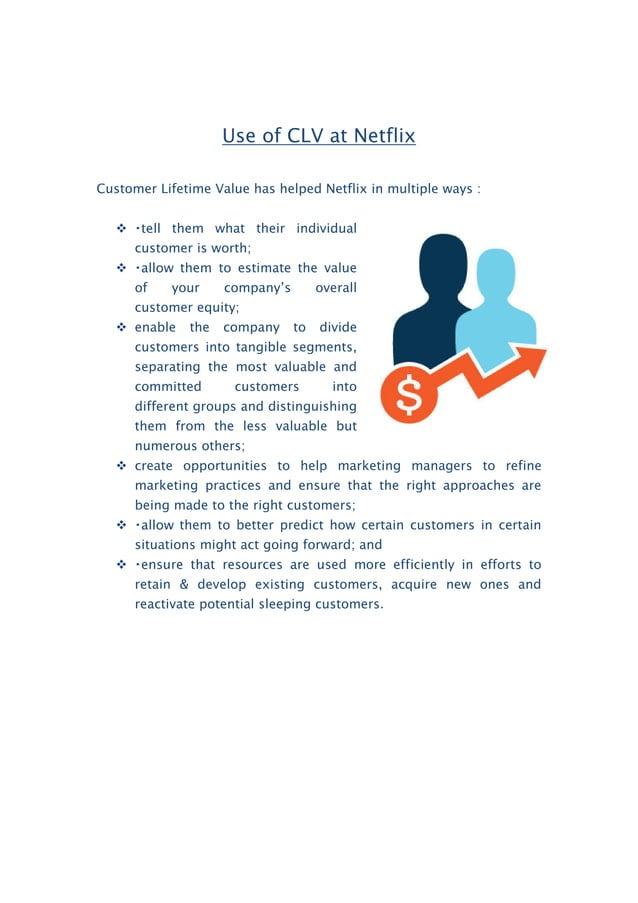 Use of CLV at Netflix
Customer Lifetime Value has helped Netflix in multiple ways :
❖ ·tell them what their individual
customer is worth;
❖ ·allow them to estimate the value
of your company's overall
customer equity;
❖ enable the company to divide
customers into tangible segments,
separating the most valuable and
committed customers into
different groups and distinguishing
them from the less valuable but
numerous others;
❖ create opportunities to help marketing managers to refine
marketing practices and ensure that the right approaches are
being made to the right customers;
❖ ·allow them to better predict how certain customers in certain
situations might act going forward; and
❖ ·ensure that resources are used more efficiently in efforts to
retain & develop existing customers, acquire new ones and
reactivate potential sleeping customers.
$